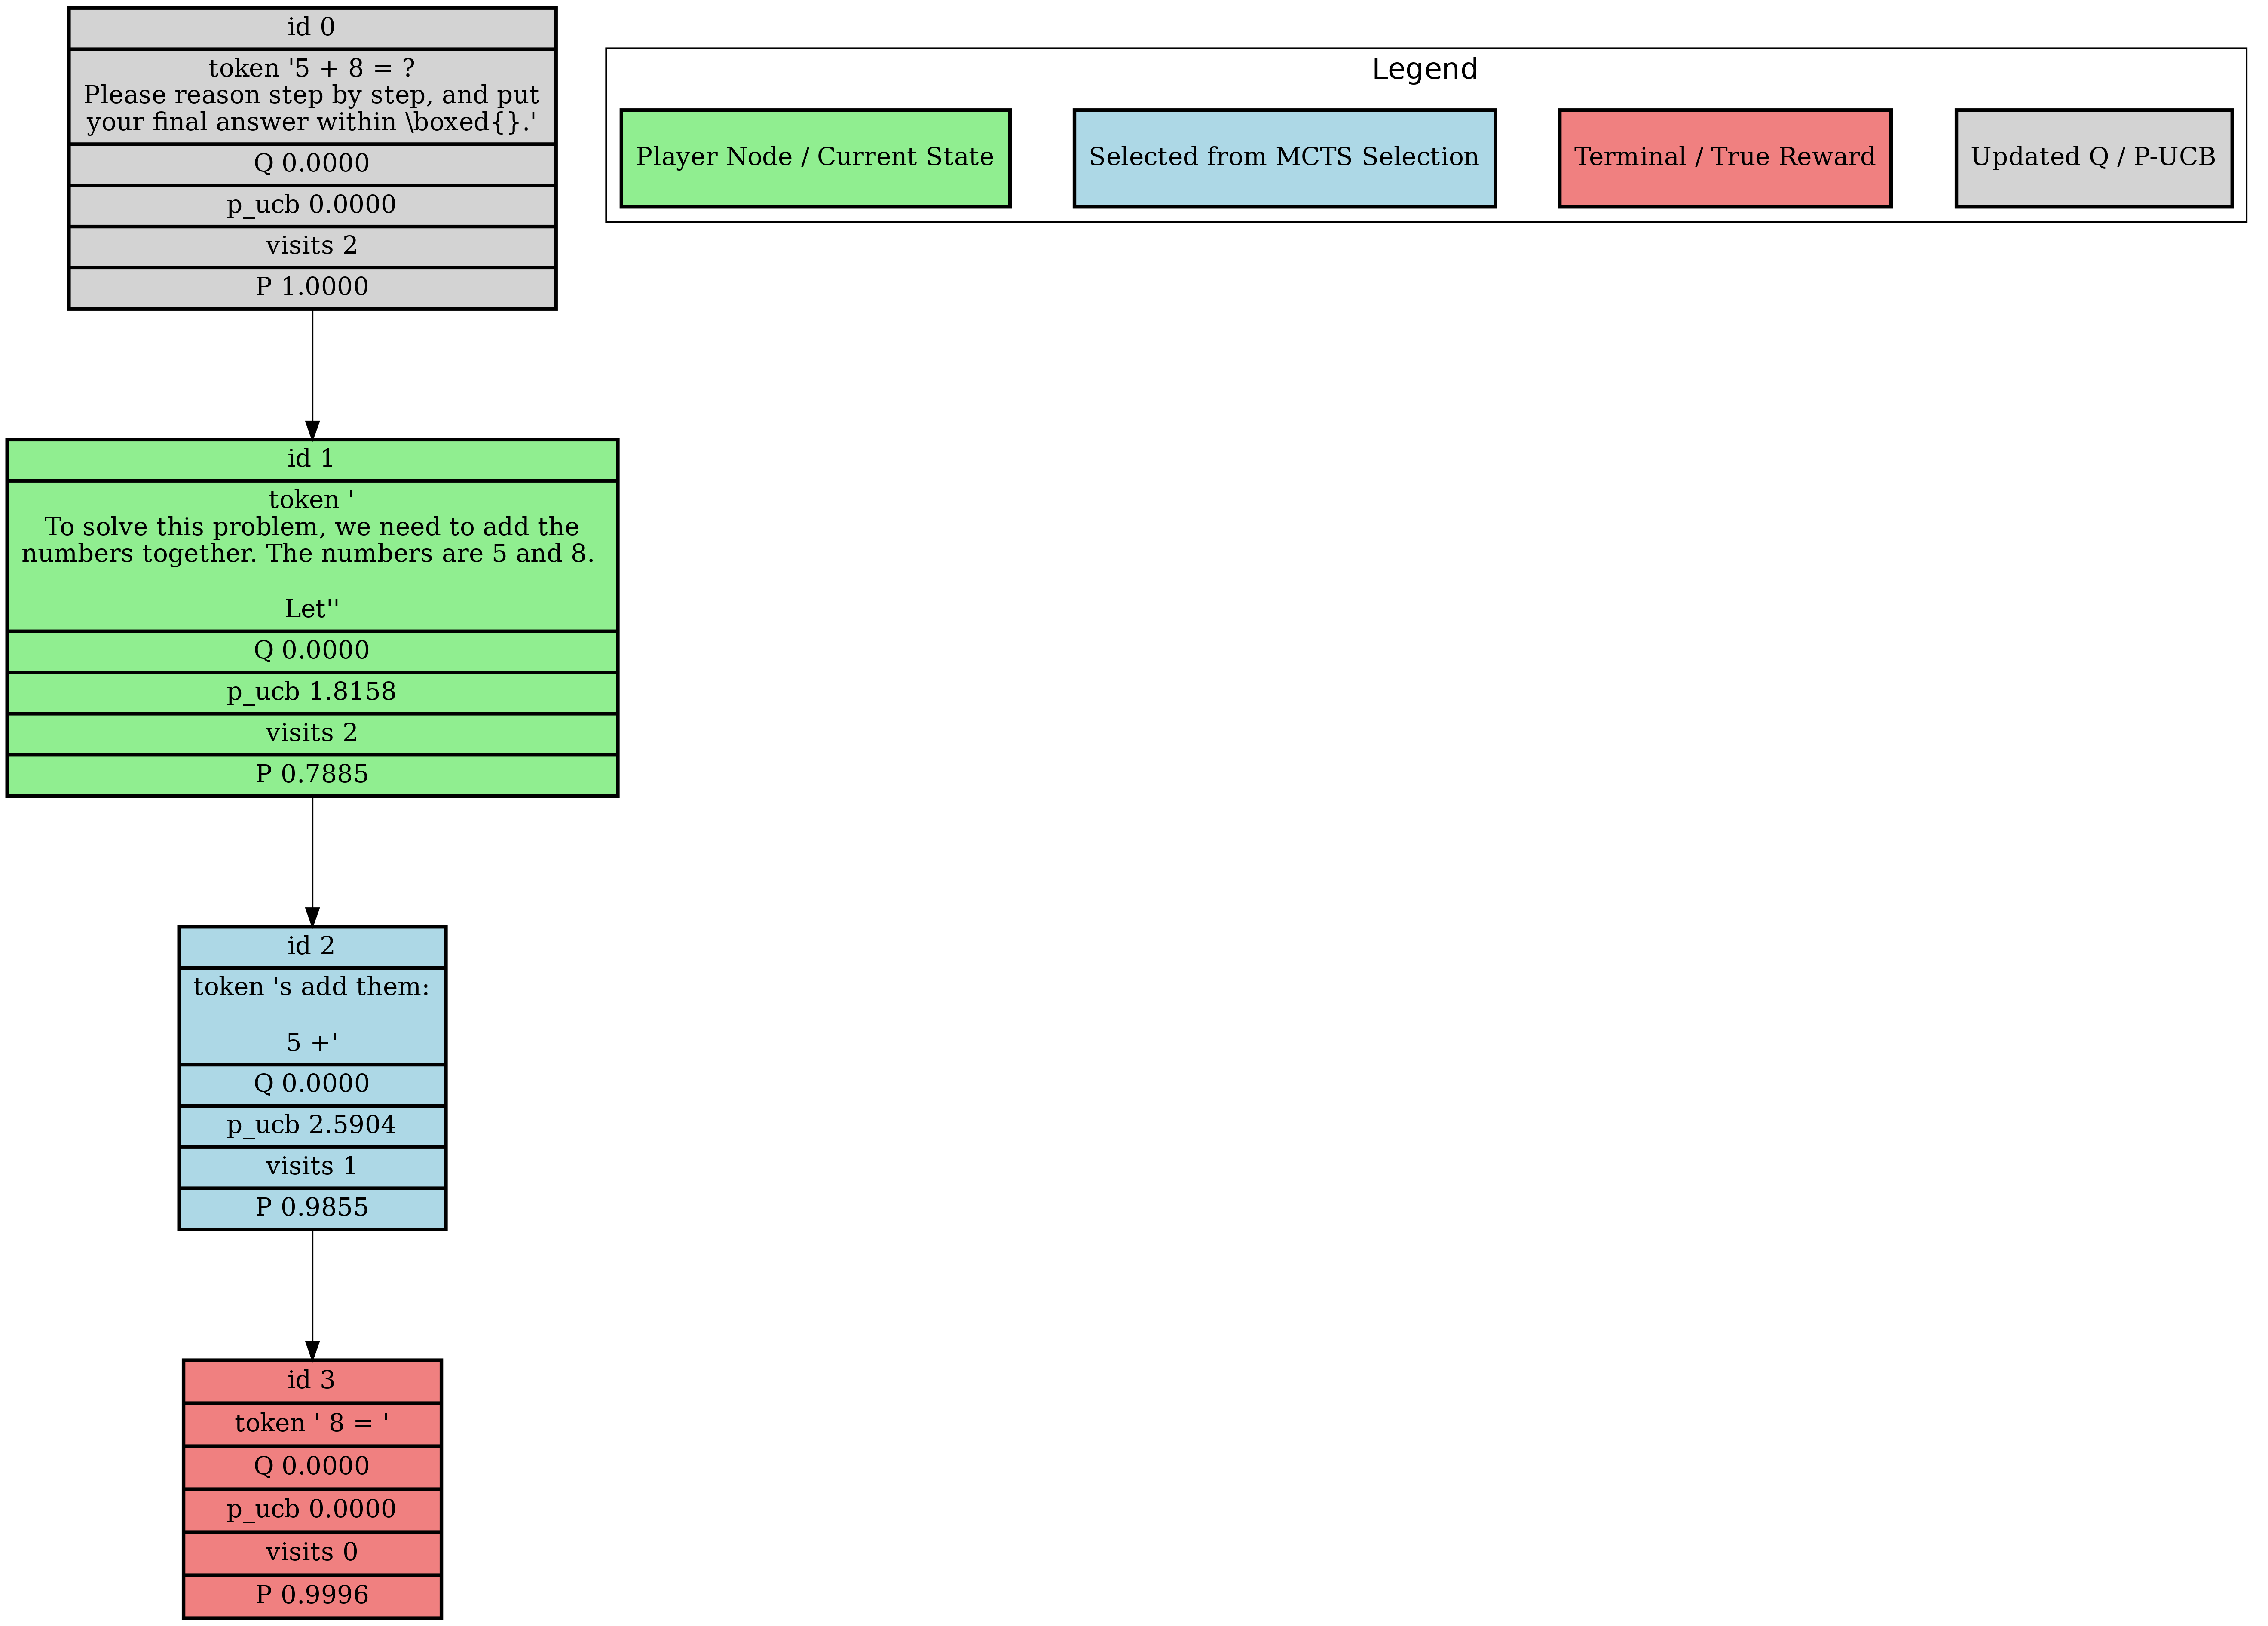 id 0
token '5 + 8 = ?
Please reason step by step, and put
your final answer within \boxed{}.'
Q 0.0000
p_ucb 0.0000
visits 2
P 1.0000
Legend
Player Node / Current State
Selected from MCTS Selection
Terminal / True Reward
Updated Q / P-UCB
id 1
token '
To solve this problem, we need to add the
numbers together. The numbers are 5 and 8.
Let''
Q 0.0000
p_ucb 1.8158
visits 2
P 0.7885
id 2
token 's add them:
5 +'
Q 0.0000
p_ucb 2.5904
visits 1
P 0.9855
id 3
token ' 8 = '
Q 0.0000
p_ucb 0.0000
visits 0
P 0.9996